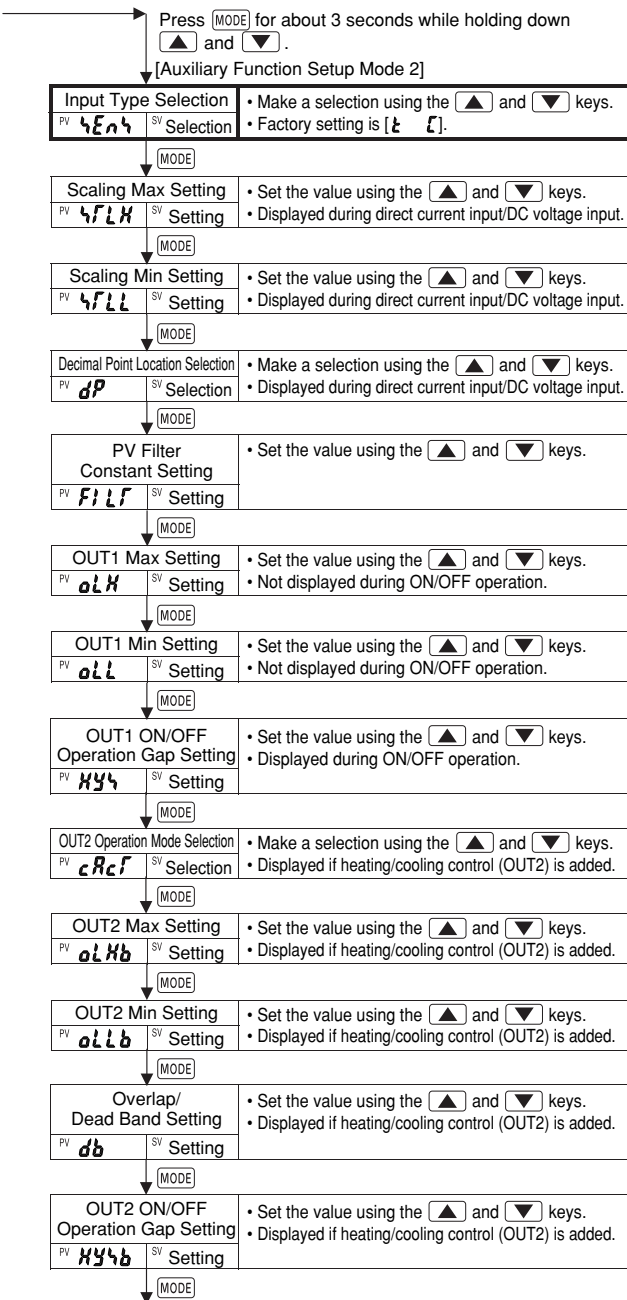 Press MODE for about 3 seconds while holding down
▲ and ▼ .
[Auxiliary Function Setup Mode 2]
Input Type Selection
PV SEnS SV Selection
• Make a selection using the ▲ and ▼ keys.
• Factory setting is [k C].
MODE
Scaling Max Setting
PV STLH SV Setting
• Set the value using the ▲ and ▼ keys.
• Displayed during direct current input/DC voltage input.
MODE
Scaling Min Setting
PV STLL SV Setting
• Set the value using the ▲ and ▼ keys.
• Displayed during direct current input/DC voltage input.
MODE
Decimal Point Location Selection
PV dP SV Selection
• Make a selection using the ▲ and ▼ keys.
• Displayed during direct current input/DC voltage input.
MODE
PV Filter
Constant Setting
PV FILT SV Setting
• Set the value using the ▲ and ▼ keys.
MODE
OUT1 Max Setting
PV oLH SV Setting
• Set the value using the ▲ and ▼ keys.
• Not displayed during ON/OFF operation.
MODE
OUT1 Min Setting
PV oLL SV Setting
• Set the value using the ▲ and ▼ keys.
• Not displayed during ON/OFF operation.
MODE
OUT1 ON/OFF
Operation Gap Setting
PV HYS SV Setting
• Set the value using the ▲ and ▼ keys.
• Displayed during ON/OFF operation.
MODE
OUT2 Operation Mode Selection
PV cAcT SV Selection
• Make a selection using the ▲ and ▼ keys.
• Displayed if heating/cooling control (OUT2) is added.
MODE
OUT2 Max Setting
PV oLHb SV Setting
• Set the value using the ▲ and ▼ keys.
• Displayed if heating/cooling control (OUT2) is added.
MODE
OUT2 Min Setting
PV oLLb SV Setting
• Set the value using the ▲ and ▼ keys.
• Displayed if heating/cooling control (OUT2) is added.
MODE
Overlap/
Dead Band Setting
PV db SV Setting
• Set the value using the ▲ and ▼ keys.
• Displayed if heating/cooling control (OUT2) is added.
MODE
OUT2 ON/OFF
Operation Gap Setting
PV HYSb SV Setting
• Set the value using the ▲ and ▼ keys.
• Displayed if heating/cooling control (OUT2) is added.
MODE